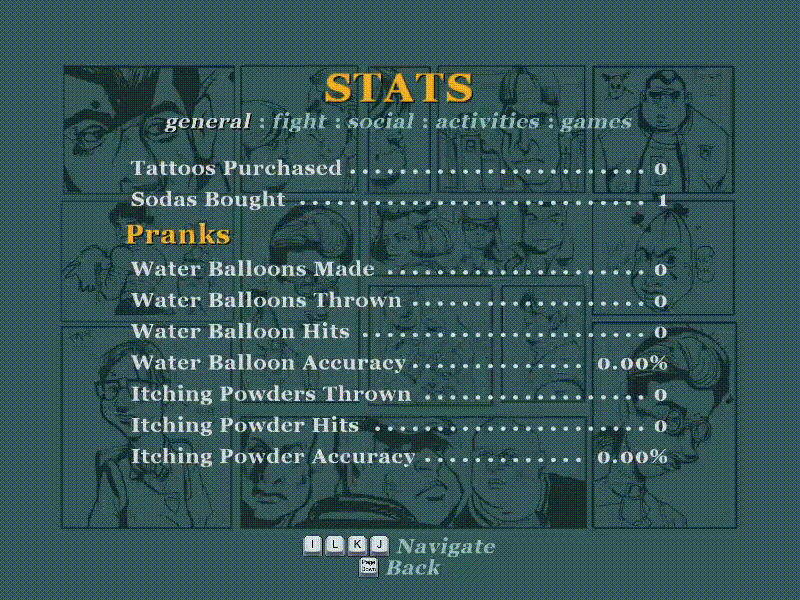 STATS
general : fight : social : activities : games
Tattoos Purchased ........................ 0
Sodas Bought ............................ 1
Pranks
Water Balloons Made ..................... 0
Water Balloons Thrown ................... 0
Water Balloon Hits ....................... 0
Water Balloon Accuracy ............. 0.00%
Itching Powders Thrown .................. 0
Itching Powder Hits ...................... 0
Itching Powder Accuracy ............ 0.00%
I L K J Navigate
Page Down Back